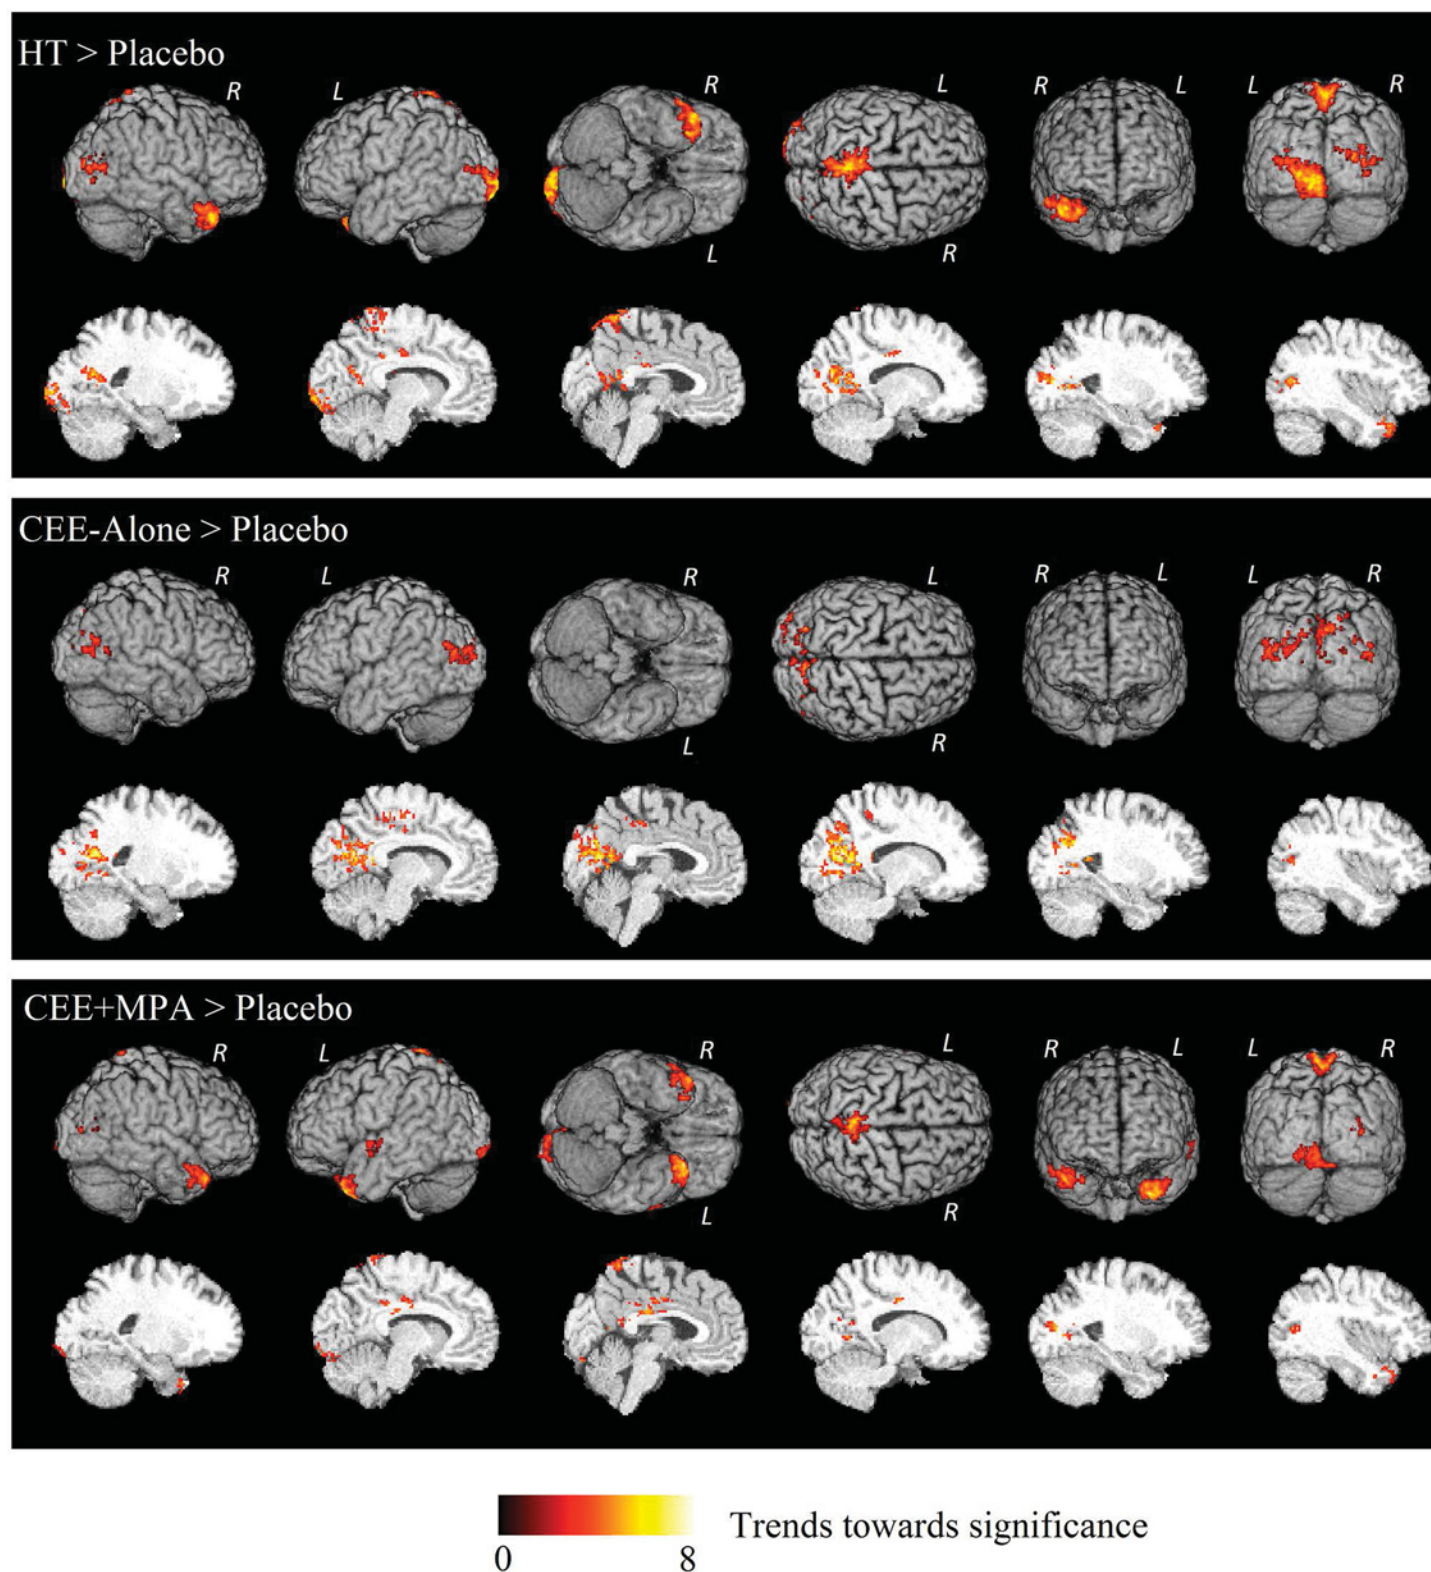 HT > Placebo
R L R L R L L R
L R
CEE-Alone > Placebo
R L R L R L L R
L R
CEE+MPA > Placebo
R L R L R L L R
L R
Trends towards significance
0 8